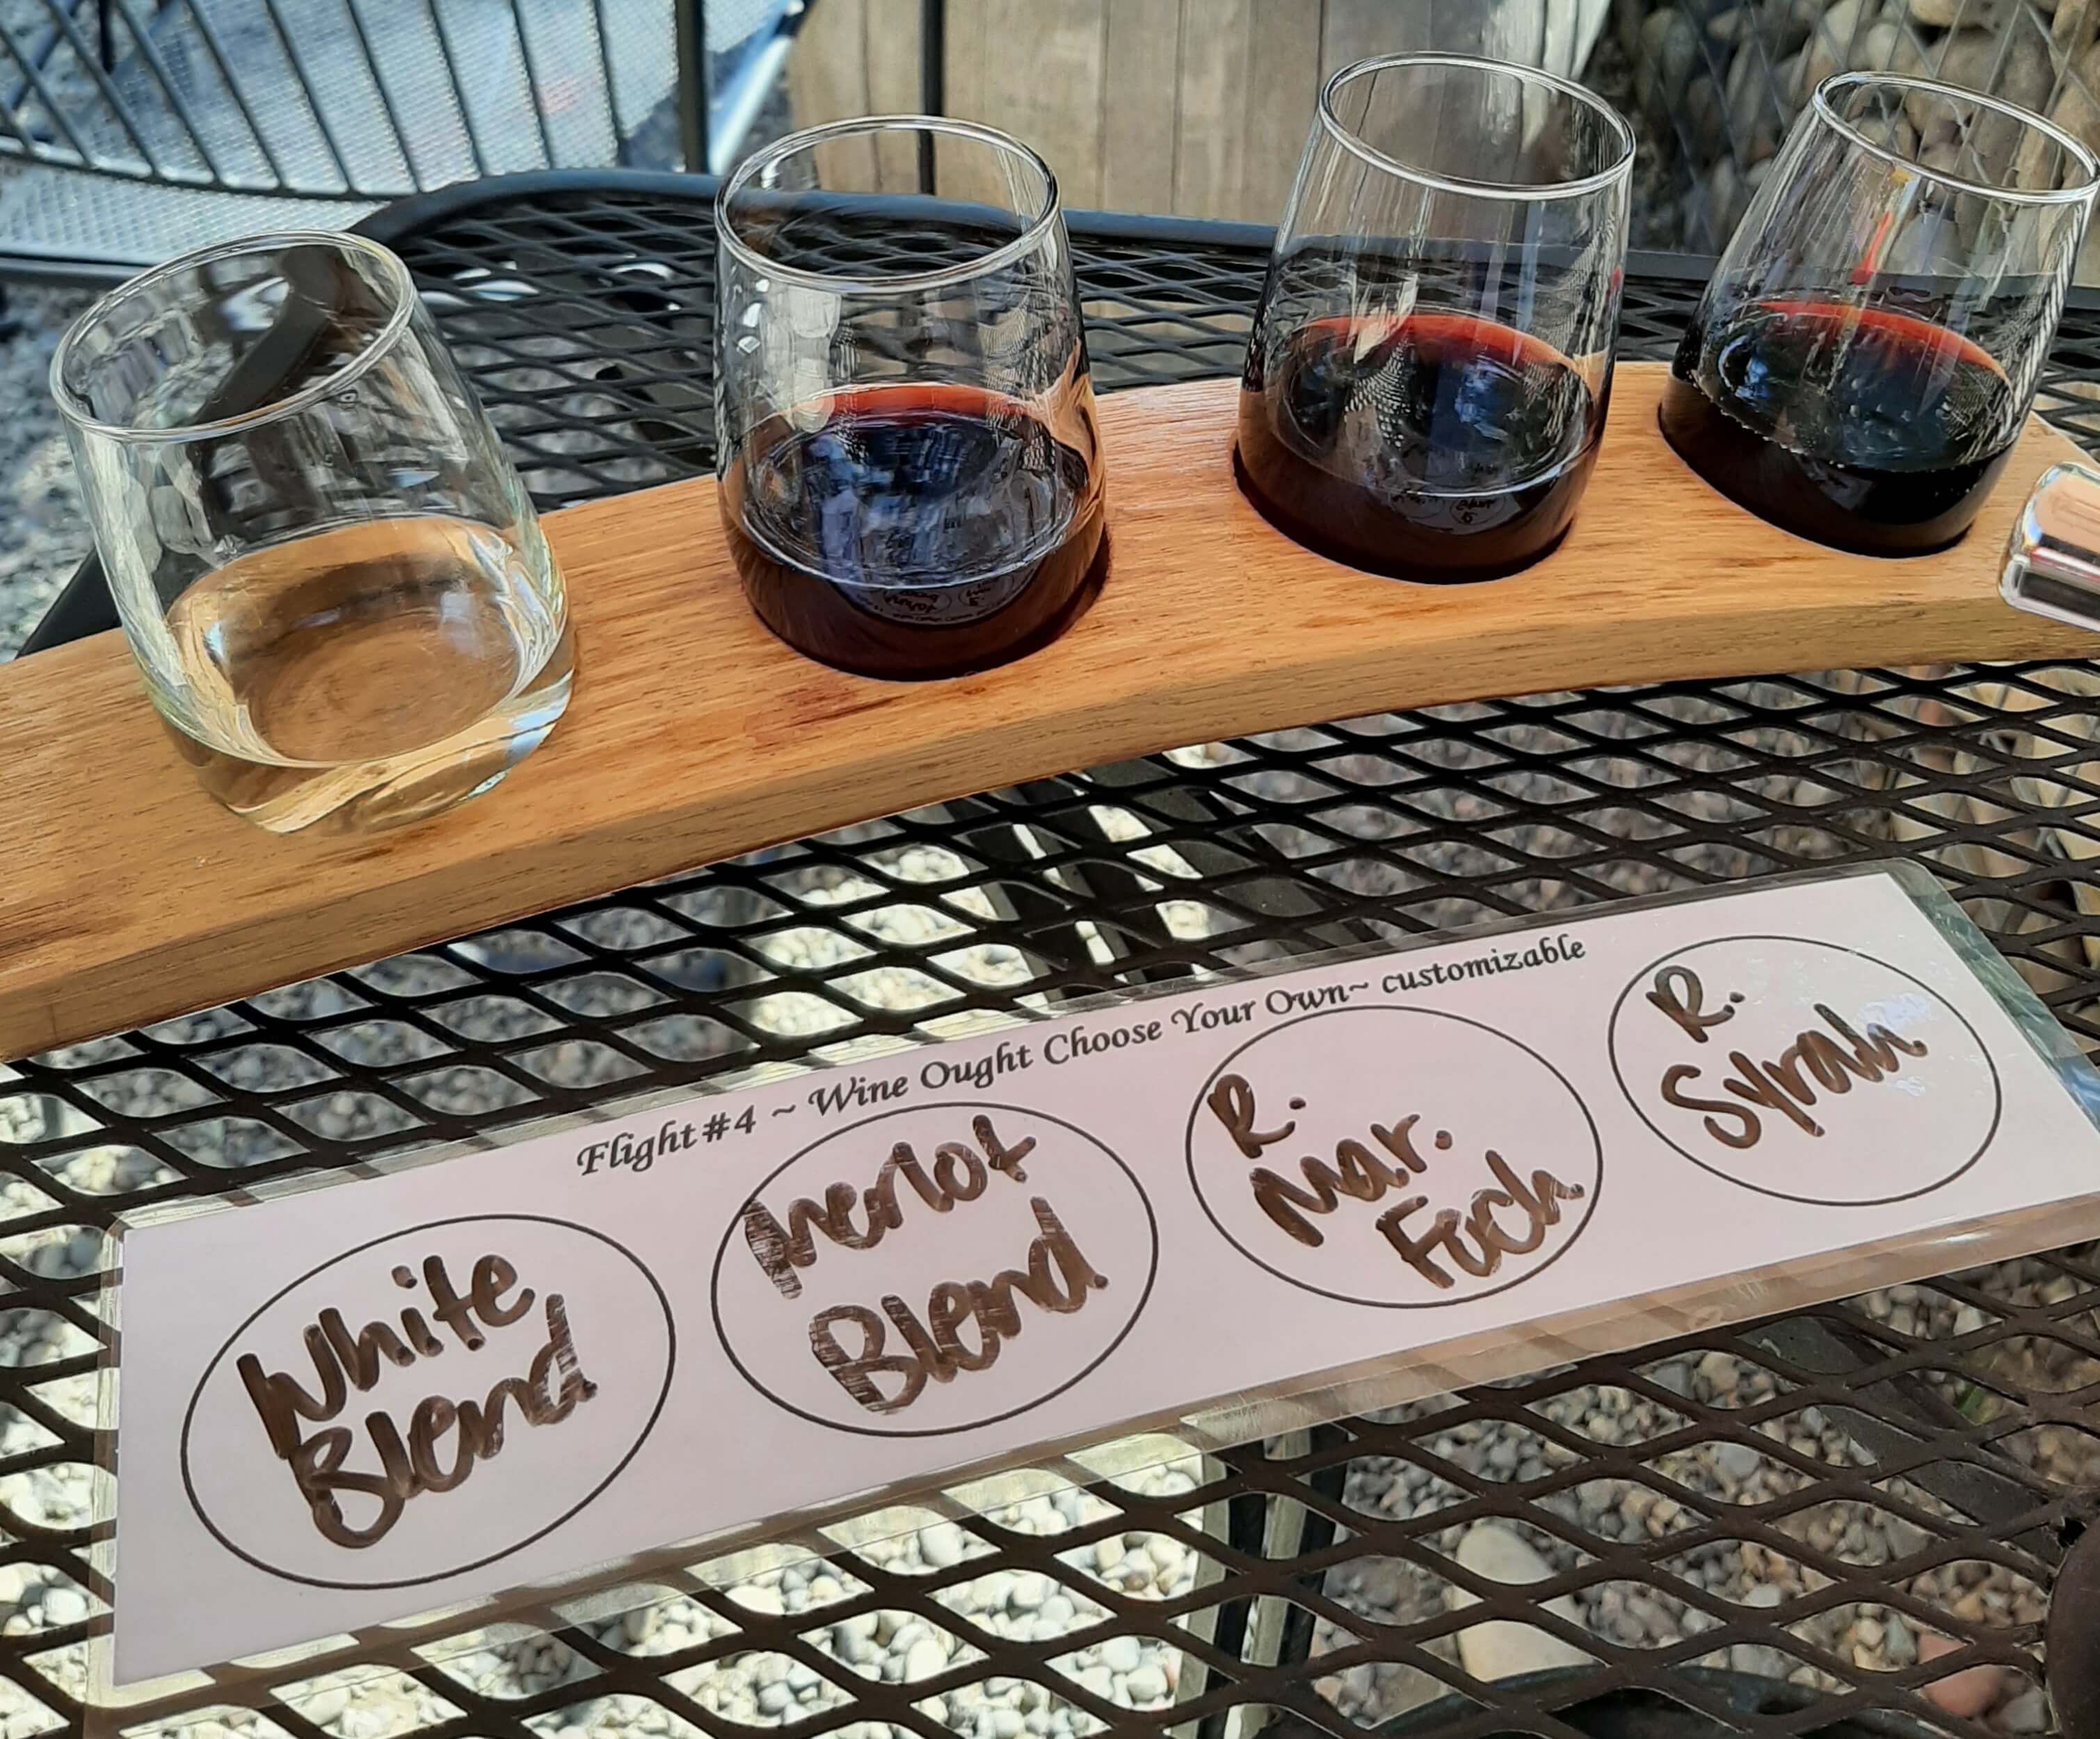 Flight #4 ~ Wine Ought Choose Your Own~ customizable
White
Blend
Merlot
Blend
R.
Mar.
Foch
R.
Syrah